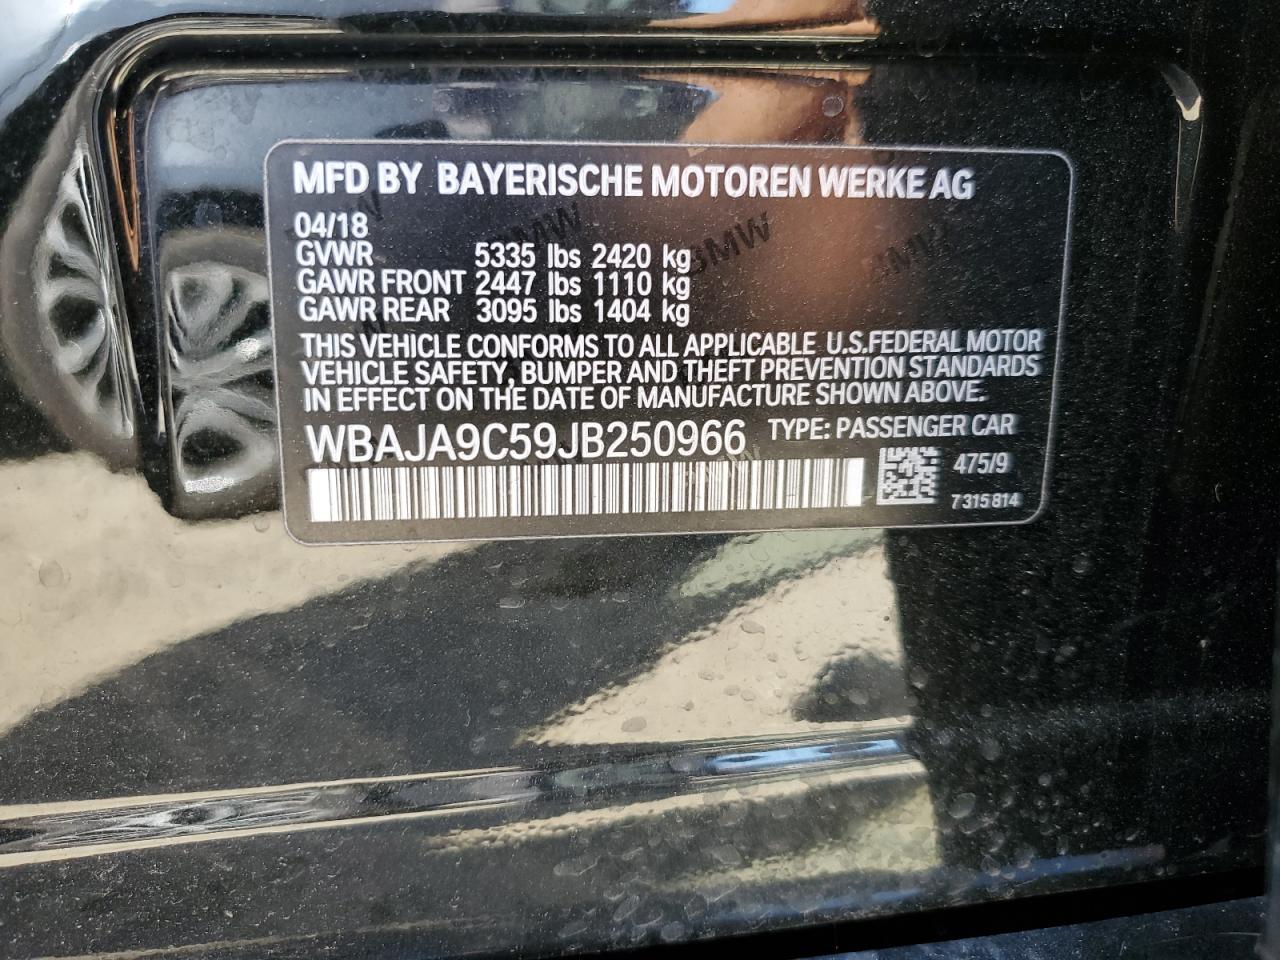 MFD BY BAYERISCHE MOTOREN WERKE AG
04/18
GVWR 5335 lbs 2420 kg
GAWR FRONT 2447 lbs 1110 kg
GAWR REAR 3095 lbs 1404 kg
THIS VEHICLE CONFORMS TO ALL APPLICABLE U.S.FEDERAL MOTOR
VEHICLE SAFETY, BUMPER AND THEFT PREVENTION STANDARDS
IN EFFECT ON THE DATE OF MANUFACTURE SHOWN ABOVE.
WBAJA9C59JB250966 TYPE: PASSENGER CAR
475/9
7 315 814